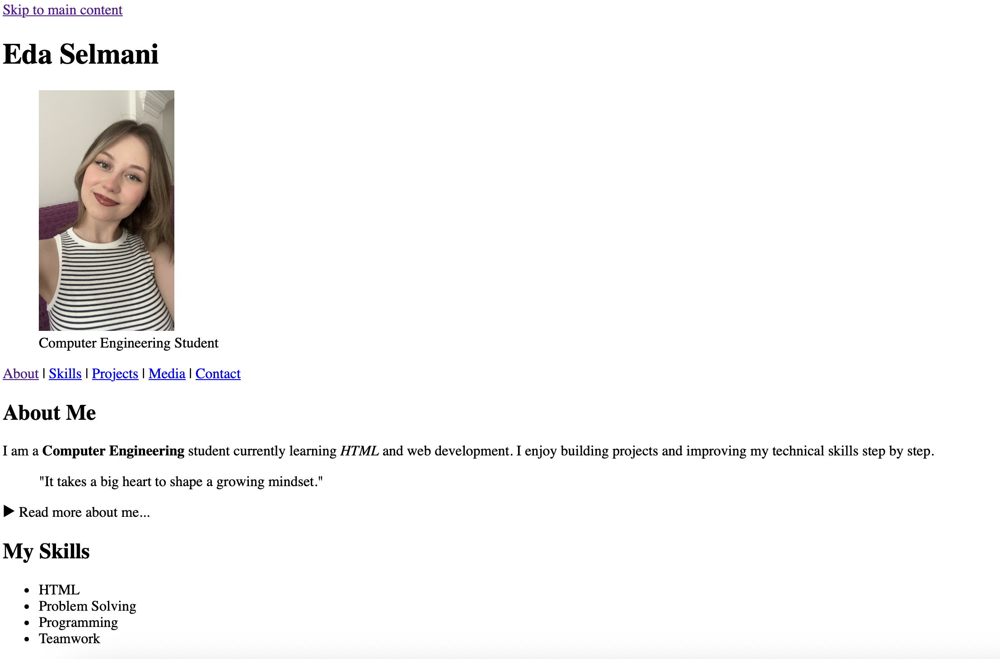 Skip to main content
Eda Selmani
Computer Engineering Student
About | Skills | Projects | Media | Contact
About Me
I am a Computer Engineering student currently learning HTML and web development. I enjoy building projects and improving my technical skills step by step.
"It takes a big heart to shape a growing mindset."
▶ Read more about me...
My Skills
• HTML
• Problem Solving
• Programming
• Teamwork